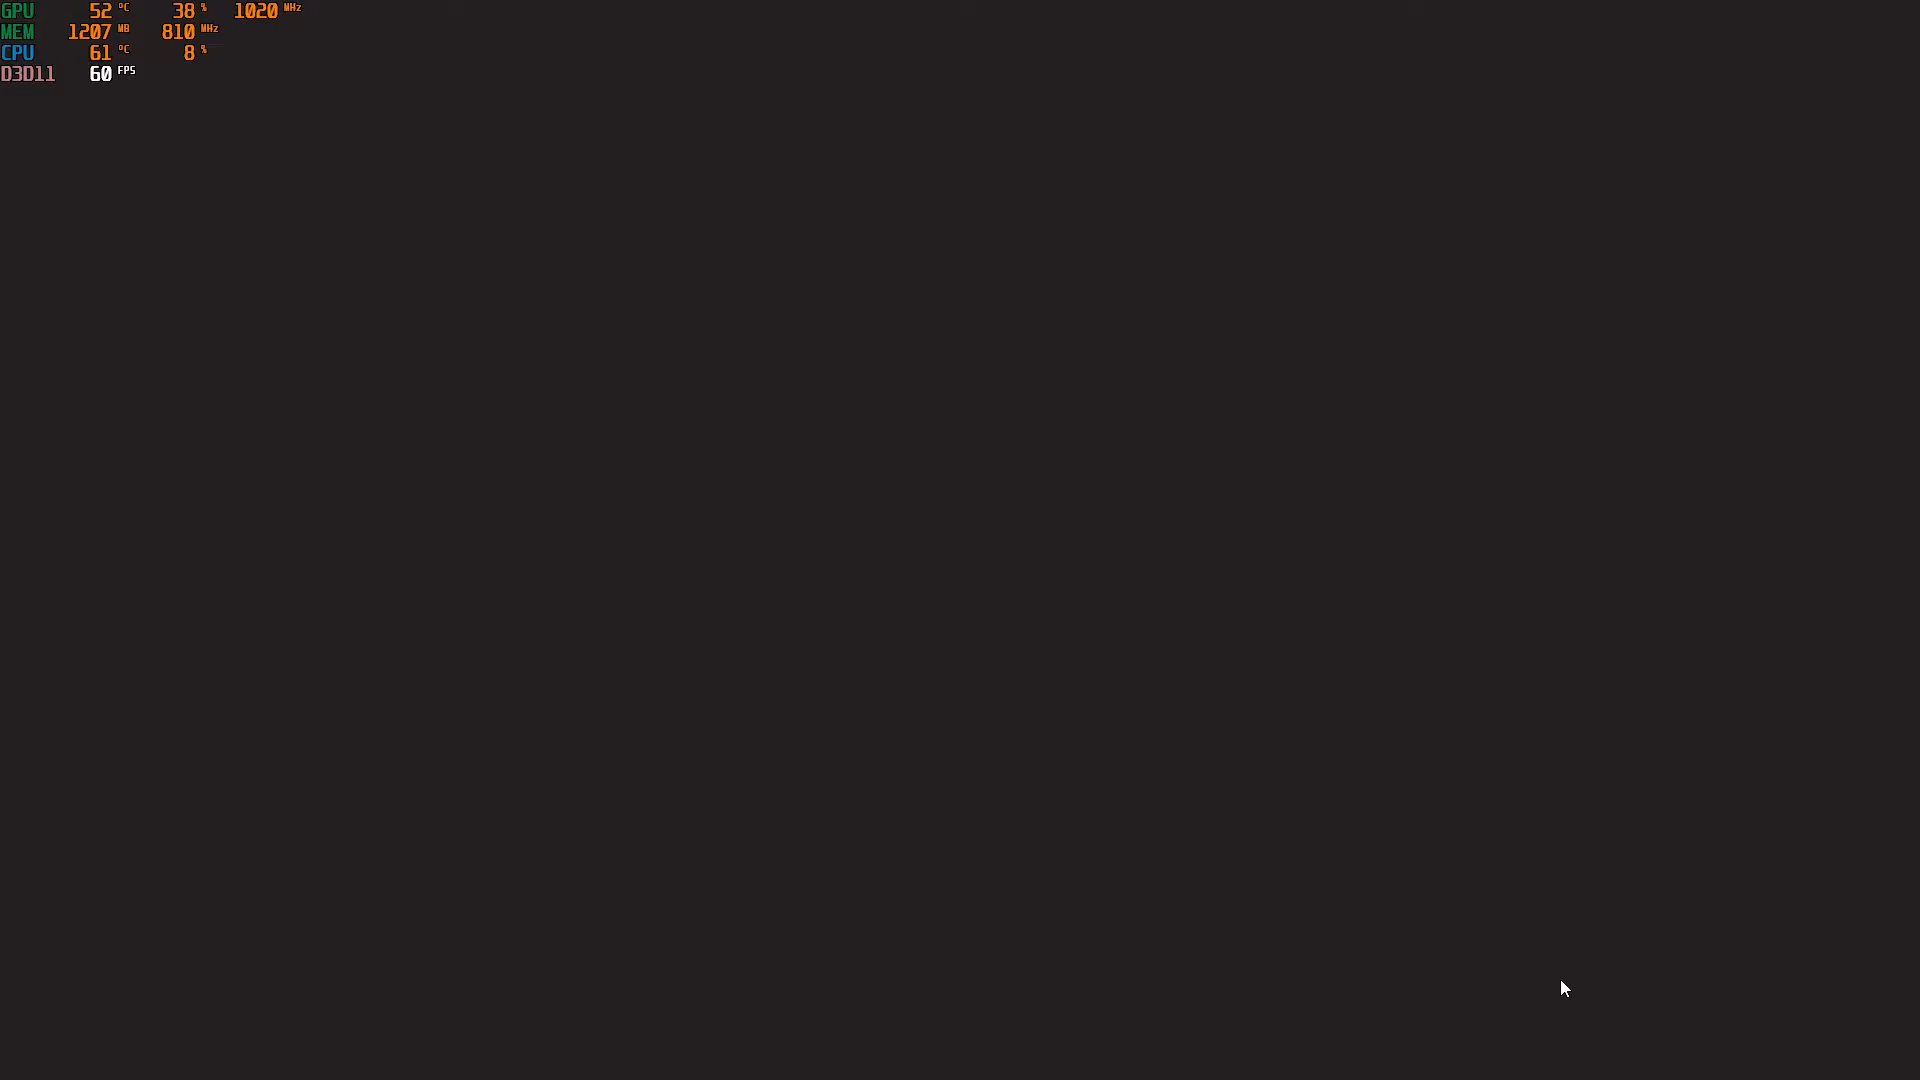 GPU 52 °C 38 % 1020 MHz
MEM 1207 MB 810 MHz
CPU 61 °C 8 %
D3D11 60 FPS